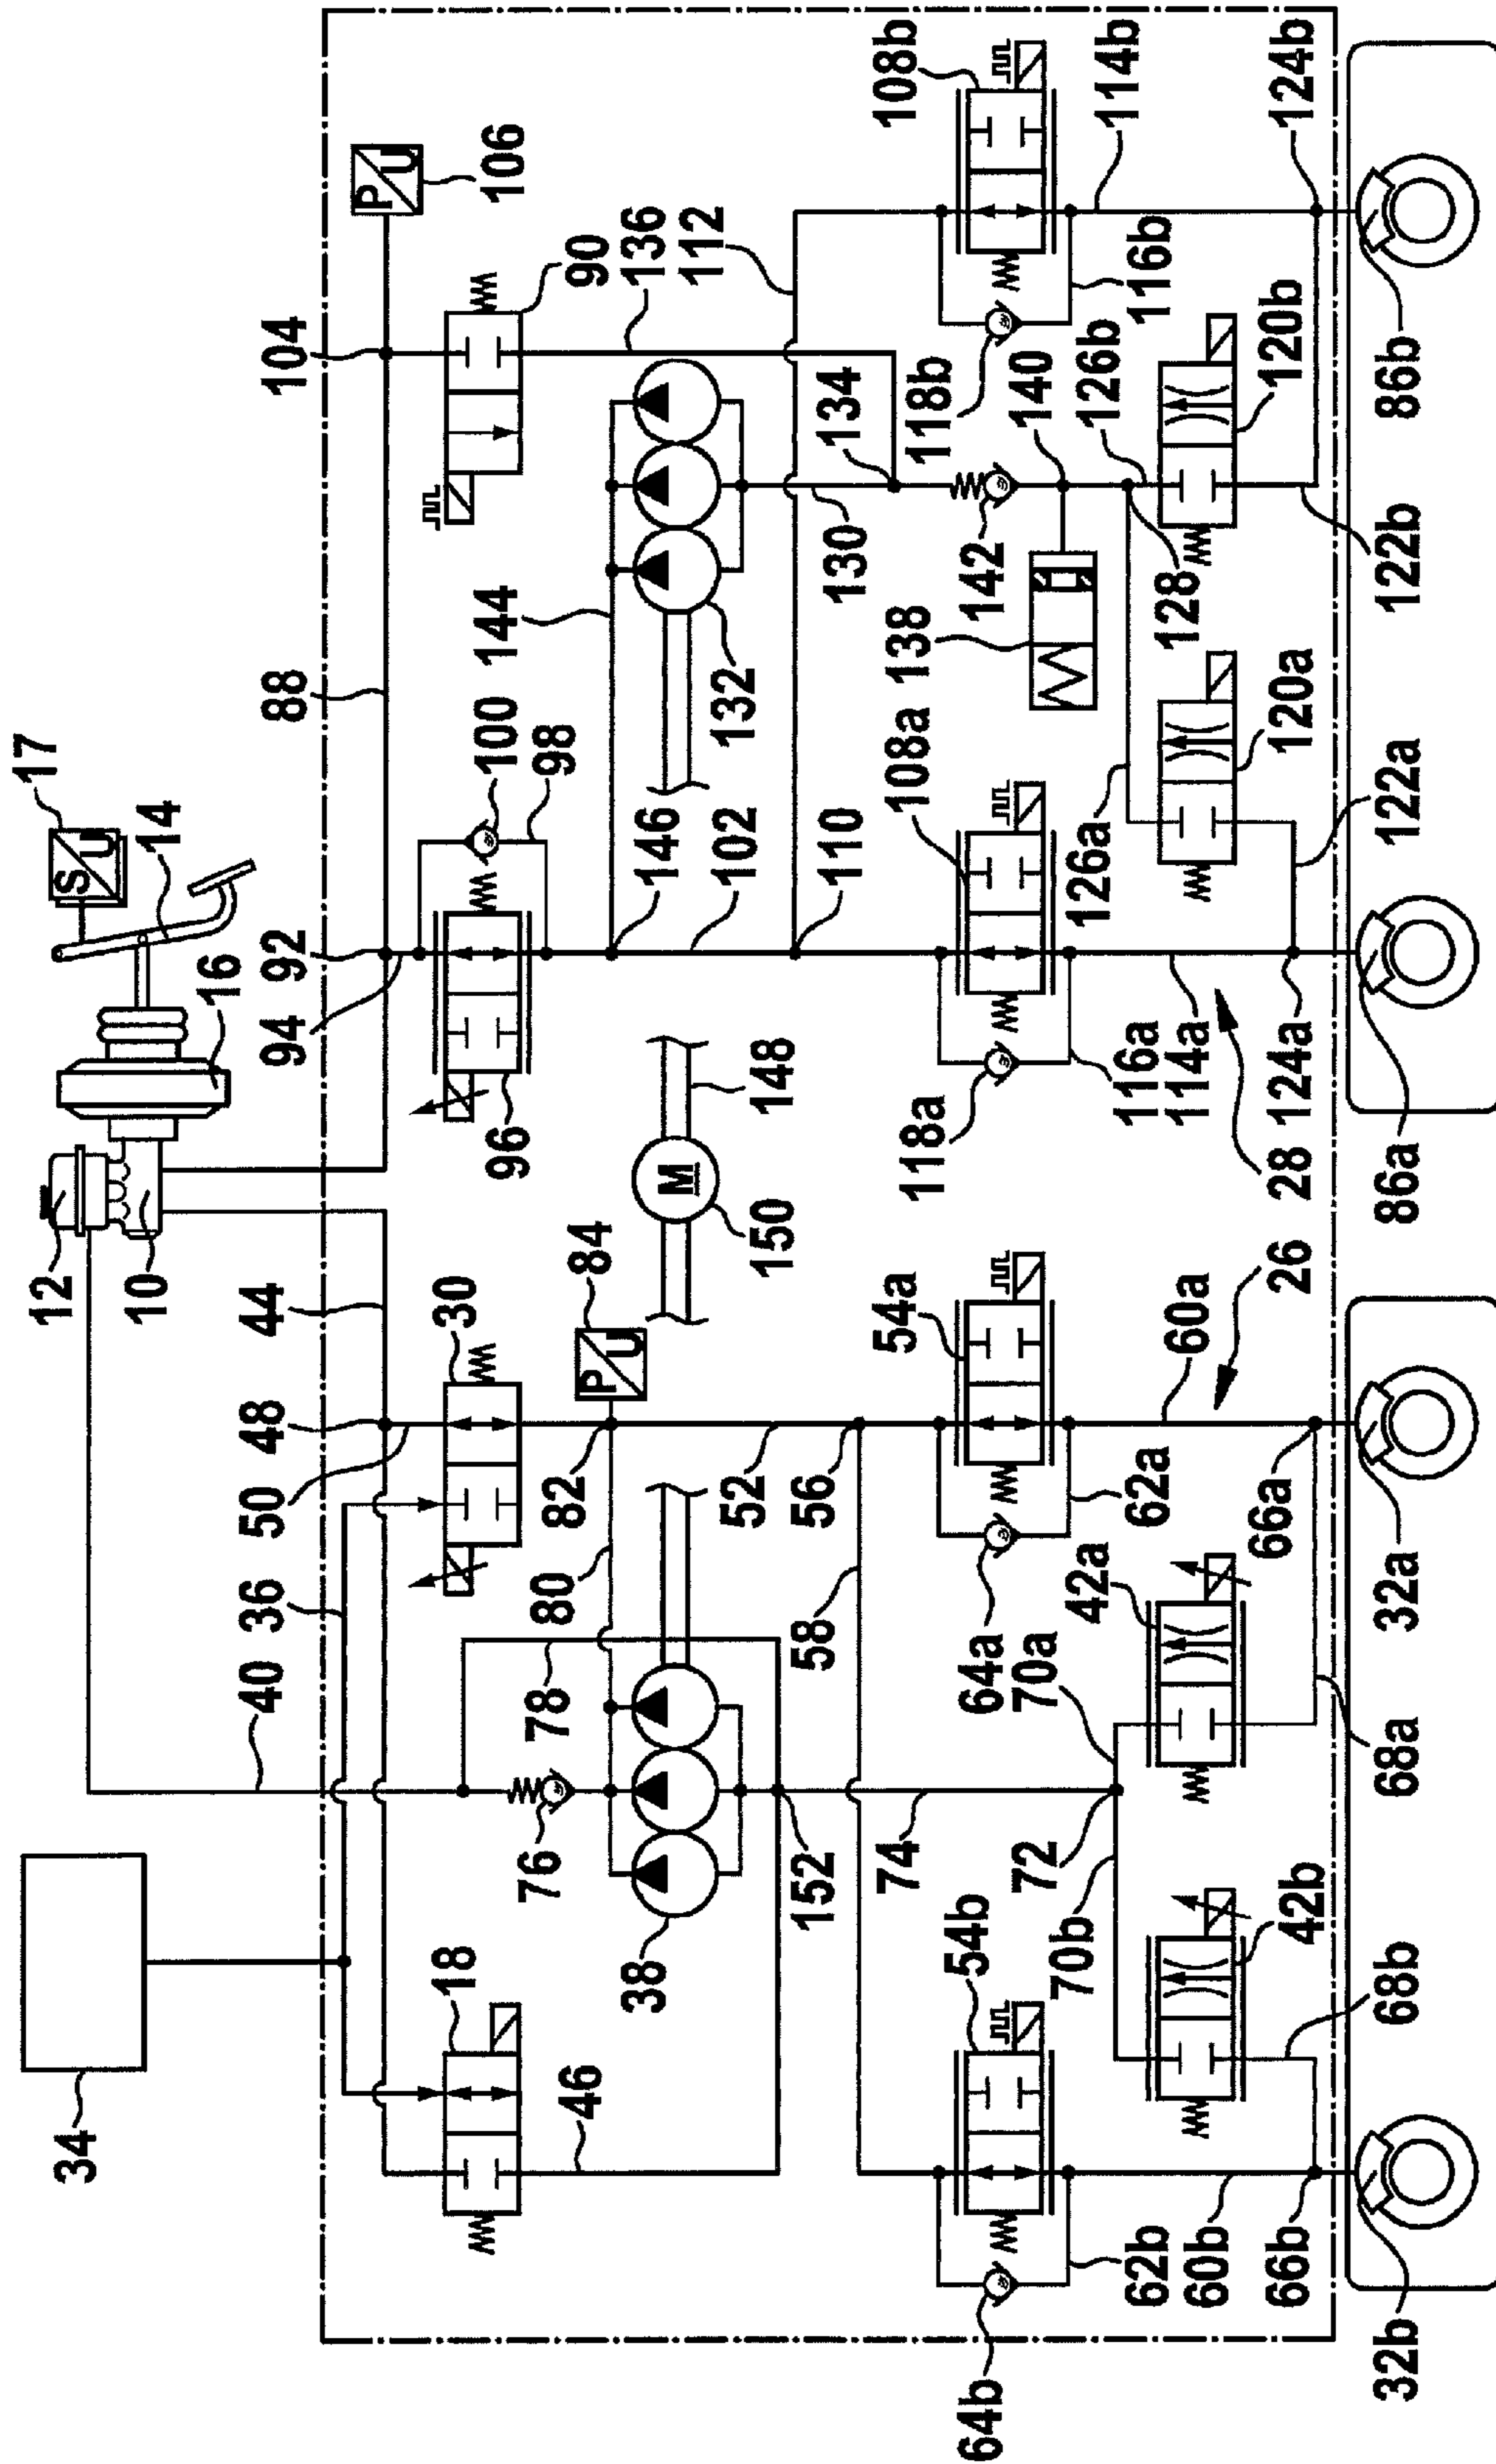 34
12
10
16
14
17
S
U
40
36
50
48
44
94
92
88
104
18
30
P
U
106
46
78
80
82
84
P
U
96
98
100
144
90
136
112
76
38
152
52
56
58
M
150
148
146
102
110
132
130
134
74
72
70b
54b
64a
70a
62a
54a
118a
108a
138
142
118b
140
108b
64b
62b
60b
66b
42b
42a
66a
60a
26
28
116a
114a
124a
126a
120a
128
126b
116b
120b
114b
124b
32b
68b
68a
32a
86a
122a
122b
86b